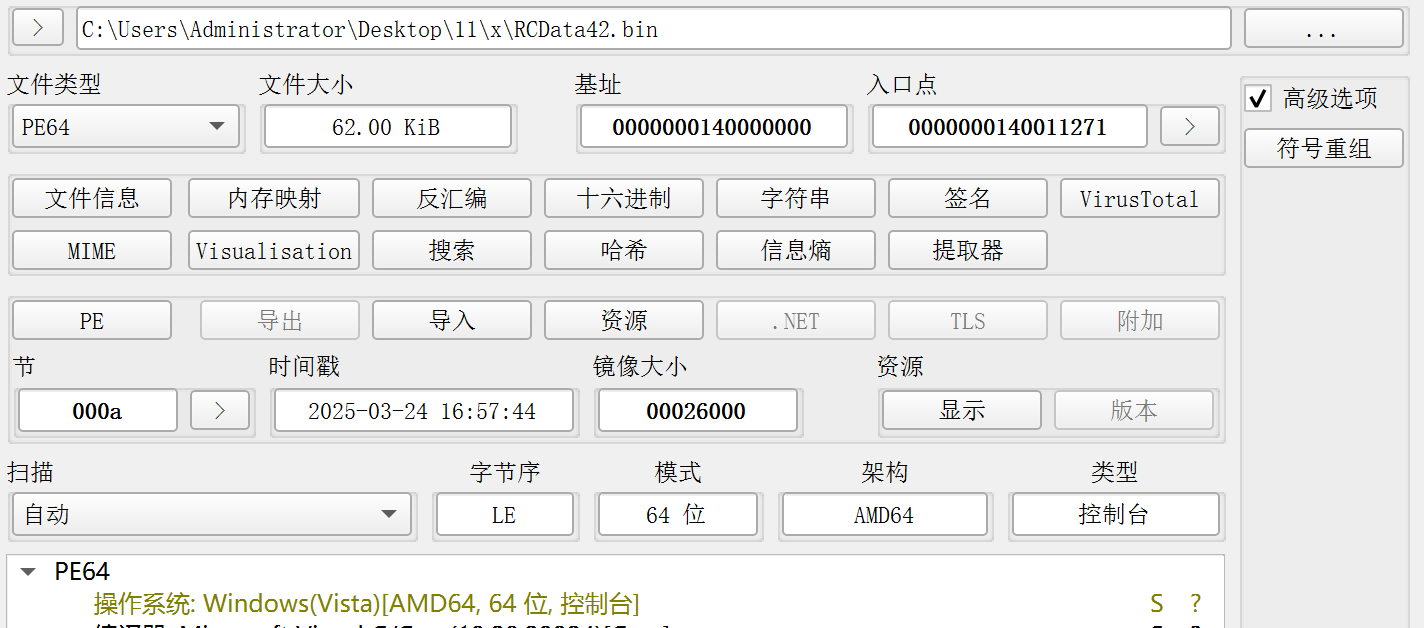 C:\Users\Administrator\Desktop\ll\x\RCData42.bin ...
文件类型 文件大小 基址 入口点
PE64 62.00 KiB 0000000140000000 0000000140011271
高级选项
符号重组
文件信息 内存映射 反汇编 十六进制 字符串 签名 VirusTotal
MIME Visualisation 搜索 哈希 信息熵 提取器
PE 导出 导入 资源 .NET TLS 附加
节 时间戳 镜像大小 资源
000a 2025-03-24 16:57:44 00026000 显示 版本
扫描 字节序 模式 架构 类型
自动 LE 64 位 AMD64 控制台
PE64
操作系统: Windows(Vista)[AMD64, 64 位, 控制台] S ?